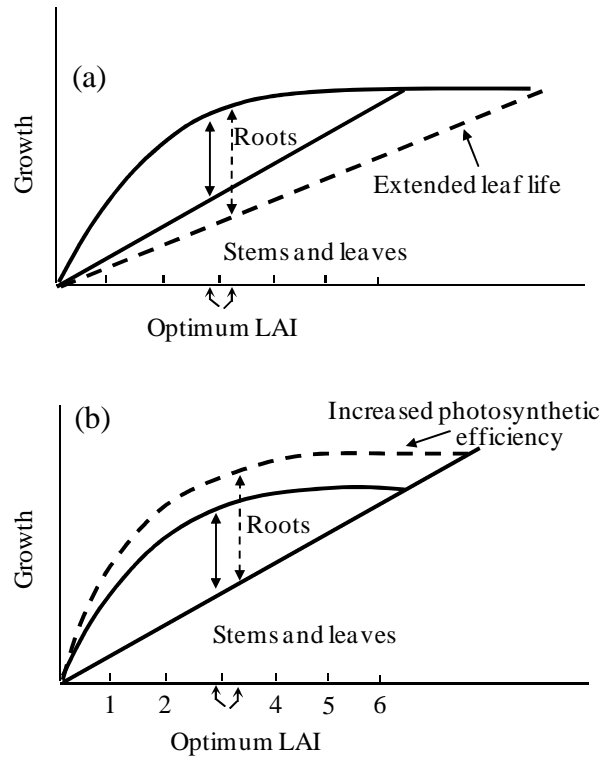 (a)
Growth
Roots
Extended leaf life
Stems and leaves
Optimum LAI
(b)
Increased photosynthetic
efficiency
Growth
Roots
Stems and leaves
1 2 4 5 6
Optimum LAI